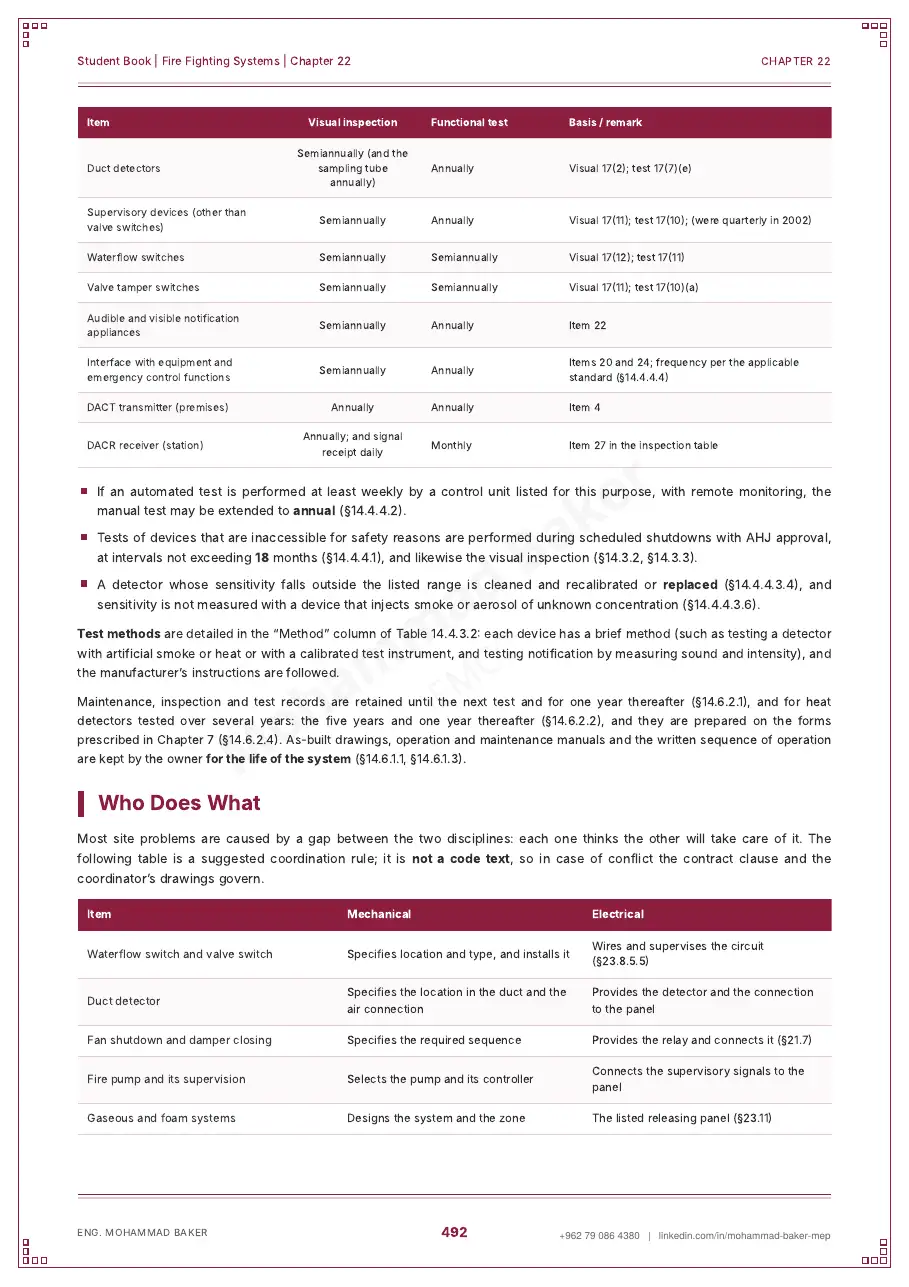 Student Book | Fire Fighting Systems | Chapter 22
CHAPTER 22
Item Visual inspection Functional test Basis / remark
Duct detectors Semiannually (and the sampling tube annually) Annually Visual 17(2); test 17(7)(e)
Supervisory devices (other than valve switches) Semiannually Annually Visual 17(11); test 17(10); (were quarterly in 2002)
Waterflow switches Semiannually Semiannually Visual 17(12); test 17(11)
Valve tamper switches Semiannually Semiannually Visual 17(11); test 17(10)(a)
Audible and visible notification appliances Semiannually Annually Item 22
Interface with equipment and emergency control functions Semiannually Annually Items 20 and 24; frequency per the applicable standard (§14.4.4.4)
DACT transmitter (premises) Annually Annually Item 4
DACR receiver (station) Annually; and signal receipt daily Monthly Item 27 in the inspection table
If an automated test is performed at least weekly by a control unit listed for this purpose, with remote monitoring, the
manual test may be extended to annual (§14.4.4.2).
Tests of devices that are inaccessible for safety reasons are performed during scheduled shutdowns with AHJ approval,
at intervals not exceeding 18 months (§14.4.4.1), and likewise the visual inspection (§14.3.2, §14.3.3).
A detector whose sensitivity falls outside the listed range is cleaned and recalibrated or replaced (§14.4.4.3.4), and
sensitivity is not measured with a device that injects smoke or aerosol of unknown concentration (§14.4.4.3.6).
Test methods are detailed in the “Method” column of Table 14.4.3.2: each device has a brief method (such as testing a detector
with artificial smoke or heat or with a calibrated test instrument, and testing notification by measuring sound and intensity), and
the manufacturer’s instructions are followed.
Maintenance, inspection and test records are retained until the next test and for one year thereafter (§14.6.2.1), and for heat
detectors tested over several years: the five years and one year thereafter (§14.6.2.2), and they are prepared on the forms
prescribed in Chapter 7 (§14.6.2.4). As-built drawings, operation and maintenance manuals and the written sequence of operation
are kept by the owner for the life of the system (§14.6.1.1, §14.6.1.3).
Who Does What
Most site problems are caused by a gap between the two disciplines: each one thinks the other will take care of it. The
following table is a suggested coordination rule; it is not a code text, so in case of conflict the contract clause and the
coordinator’s drawings govern.
Item Mechanical Electrical
Waterflow switch and valve switch Specifies location and type, and installs it Wires and supervises the circuit (§23.8.5.5)
Duct detector Specifies the location in the duct and the air connection Provides the detector and the connection to the panel
Fan shutdown and damper closing Specifies the required sequence Provides the relay and connects it (§21.7)
Fire pump and its supervision Selects the pump and its controller Connects the supervisory signals to the panel
Gaseous and foam systems Designs the system and the zone The listed releasing panel (§23.11)
ENG. MOHAMMAD BAKER
492
+962 79 086 4380 | linkedin.com/in/mohammad-baker-mep